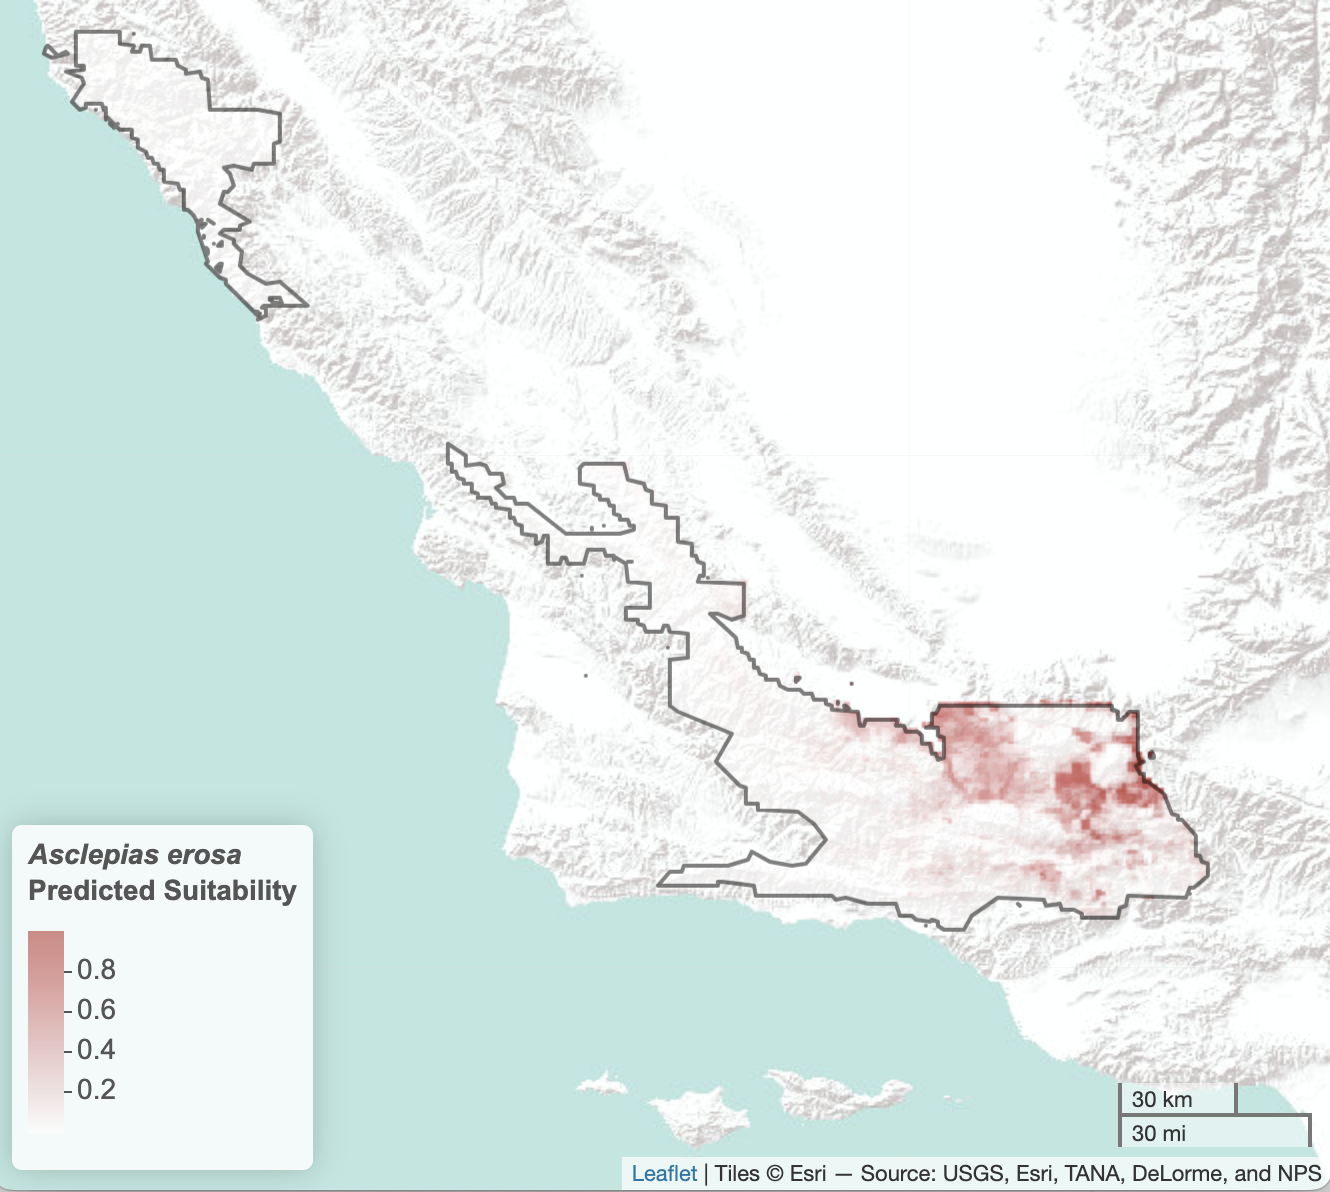 Asclepias erosa
Predicted Suitability
0.8
0.6
0.4
0.2
30 km
30 mi
Leaflet | Tiles © Esri — Source: USGS, Esri, TANA, DeLorme, and NPS